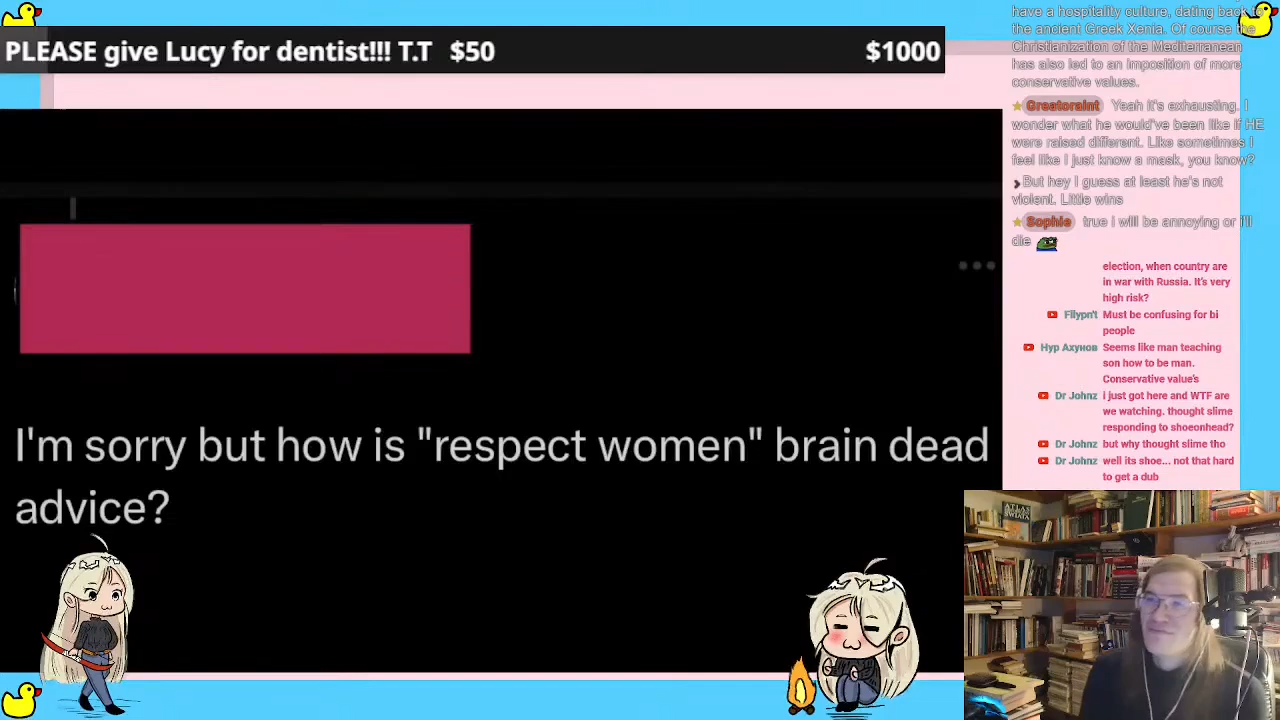 PLEASE give Lucy for dentist!!! T.T $50 $1000
have a hospitality culture, dating back to
the ancient Greek Xenia. Of course the
Christianization of the Mediterranean
has also led to an imposition of more
conservative values.
Greatoraint Yeah it's exhausting. I
wonder what he would've been like if HE
were raised different. Like sometimes I
feel like I just know a mask, you know?
But hey I guess at least he's not
violent. Little wins
Sophie true i will be annoying or i'll
die
election, when country are
in war with Russia. It's very
high risk?
Filypn't Must be confusing for bi
people
Нур Ахунов Seems like man teaching
son how to be man.
Conservative value's
Dr Johnz i just got here and WTF are
we watching. thought slime
responding to shoeonhead?
Dr Johnz but why thought slime tho
Dr Johnz well its shoe... not that hard
to get a dub
I'm sorry but how is "respect women" brain dead
advice?
ATLAS
ŚWIATA